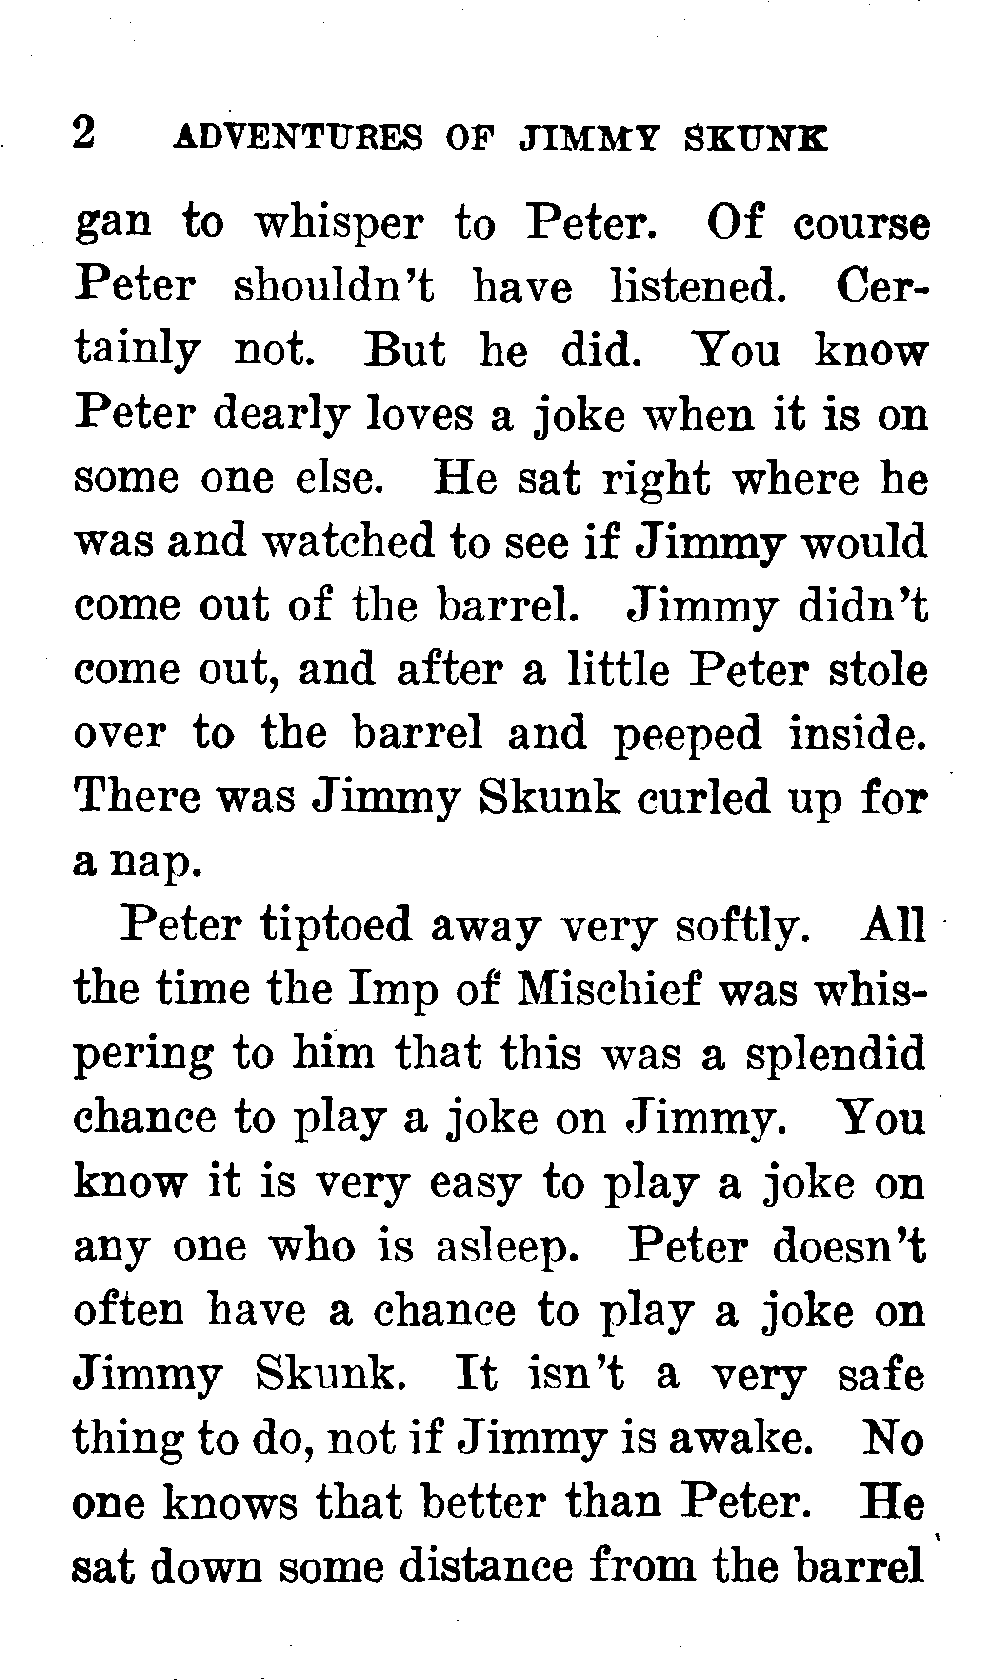 2 ADVENTURES OF JIMMY SKUNK
gan to whisper to Peter. Of course
Peter shouldn't have listened. Cer-
tainly not. But he did. You know
Peter dearly loves a joke when it is on
some one else. He sat right where he
was and watched to see if Jimmy would
come out of the barrel. Jimmy didn't
come out, and after a little Peter stole
over to the barrel and peeped inside.
There was Jimmy Skunk curled up for
a nap.
Peter tiptoed away very softly. All
the time the Imp of Mischief was whis-
pering to him that this was a splendid
chance to play a joke on Jimmy. You
know it is very easy to play a joke on
any one who is asleep. Peter doesn't
often have a chance to play a joke on
Jimmy Skunk. It isn't a very safe
thing to do, not if Jimmy is awake. No
one knows that better than Peter. He
sat down some distance from the barrel